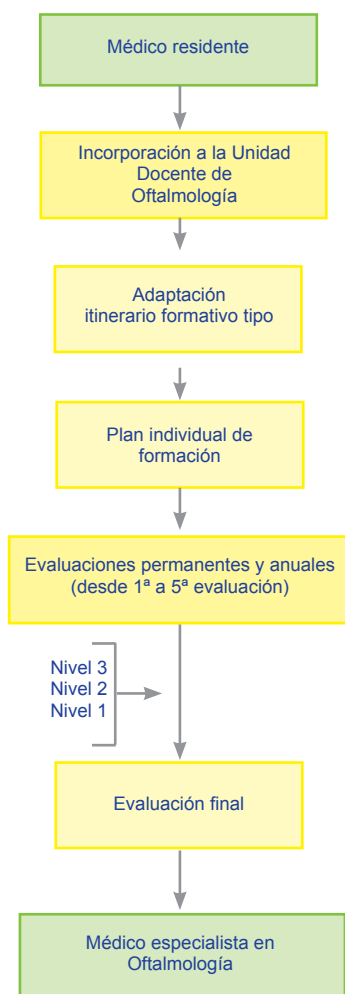 Médico residente
Incorporación a la Unidad
Docente de
Oftalmología
Adaptación
itinerario formativo tipo
Plan individual de
formación
Evaluaciones permanentes y anuales
(desde 1ª a 5ª evaluación)
Nivel 3
Nivel 2
Nivel 1
Evaluación final
Médico especialista en
Oftalmología